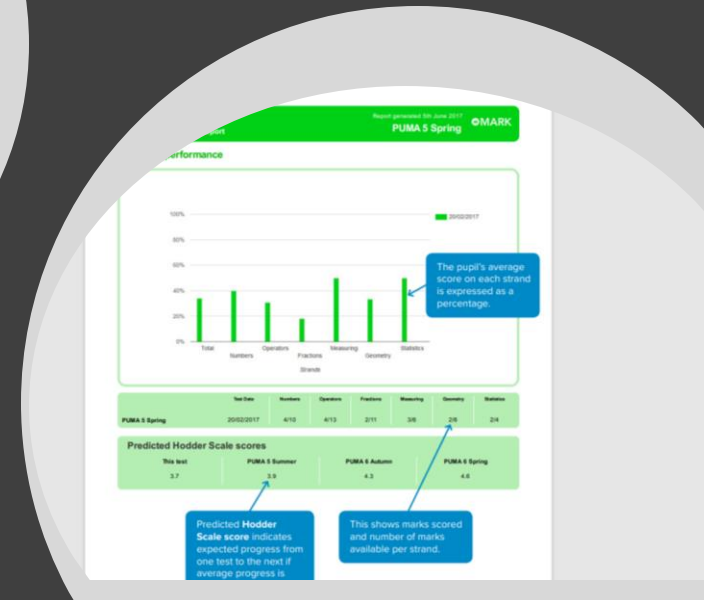 Report generated 5th June 2017
PUMA 5 Spring
MARK
Performance
100%
80%
60%
40%
20%
0%
20/02/2017
Total
Numbers
Operators
Fractions
Measuring
Geometry
Statistics
Strands
The pupil's average
score on each strand
is expressed as a
percentage.
Test Date Numbers Operators Fractions Measuring Geometry Statistics
PUMA 5 Spring 20/02/2017 4/10 4/13 2/11 3/6 2/6 2/4
Predicted Hodder Scale scores
This test PUMA 5 Summer PUMA 6 Autumn PUMA 6 Spring
3.7 3.9 4.3
Predicted Hodder
Scale score indicates
expected progress from
one test to the next if
average progress is
This shows marks scored
and number of marks
available per strand.